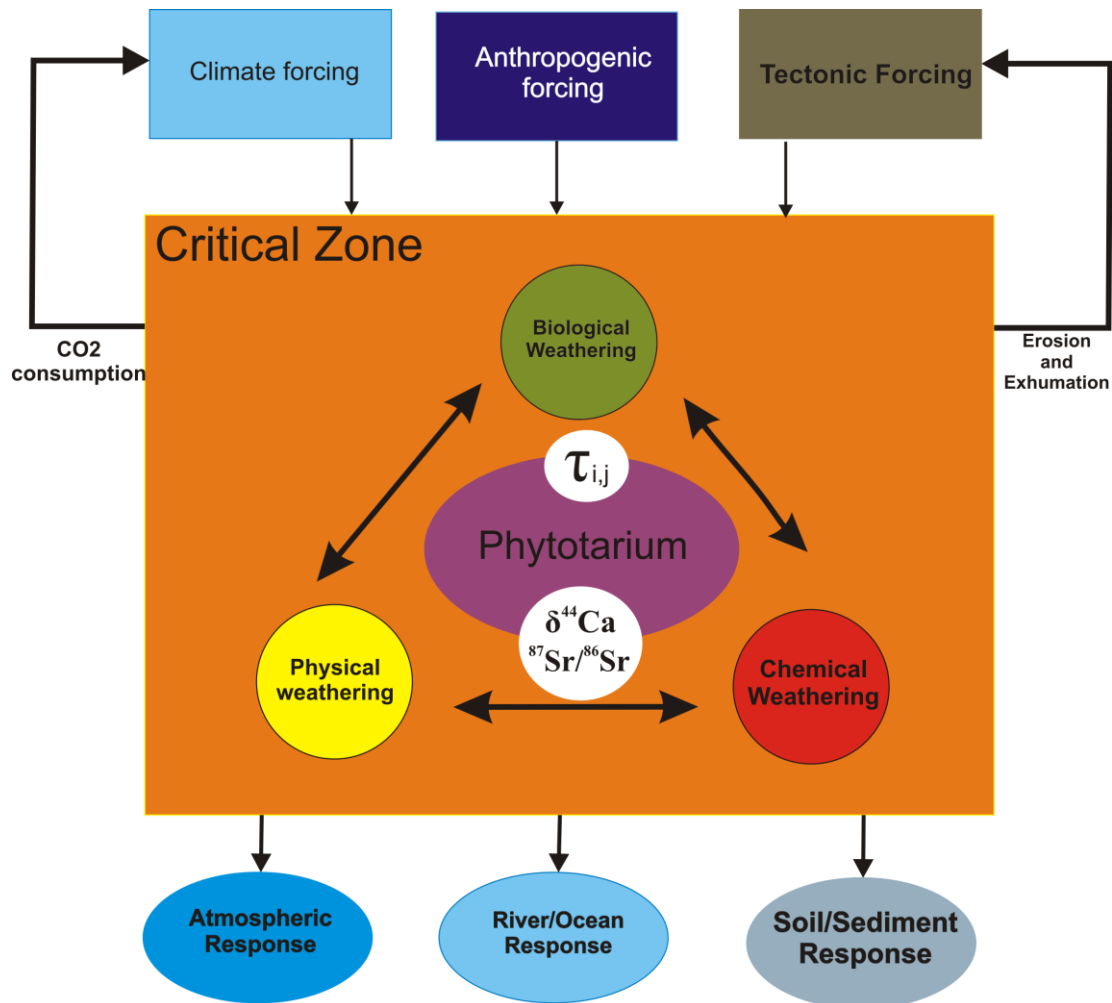 Climate forcing
Anthropogenic
forcing
Tectonic Forcing
Critical Zone
Biological
Weathering
CO2
consumption
Erosion
and
Exhumation
τi,j
Phytotarium
δ⁴⁴Ca
⁸⁷Sr/⁸⁶Sr
Physical
weathering
Chemical
Weathering
Atmospheric
Response
River/Ocean
Response
Soil/Sediment
Response